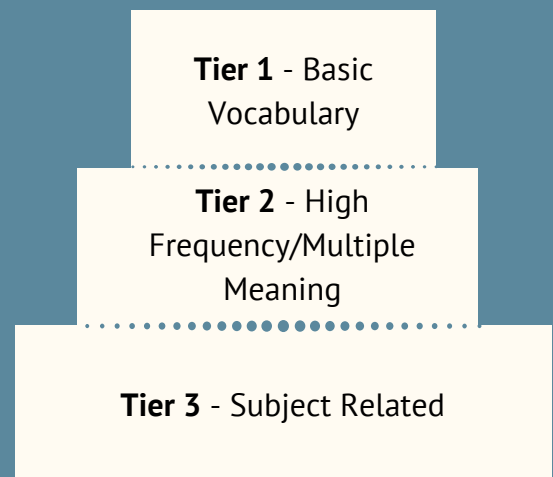 Tier 1 - Basic
Vocabulary
Tier 2 - High
Frequency/Multiple
Meaning
Tier 3 - Subject Related